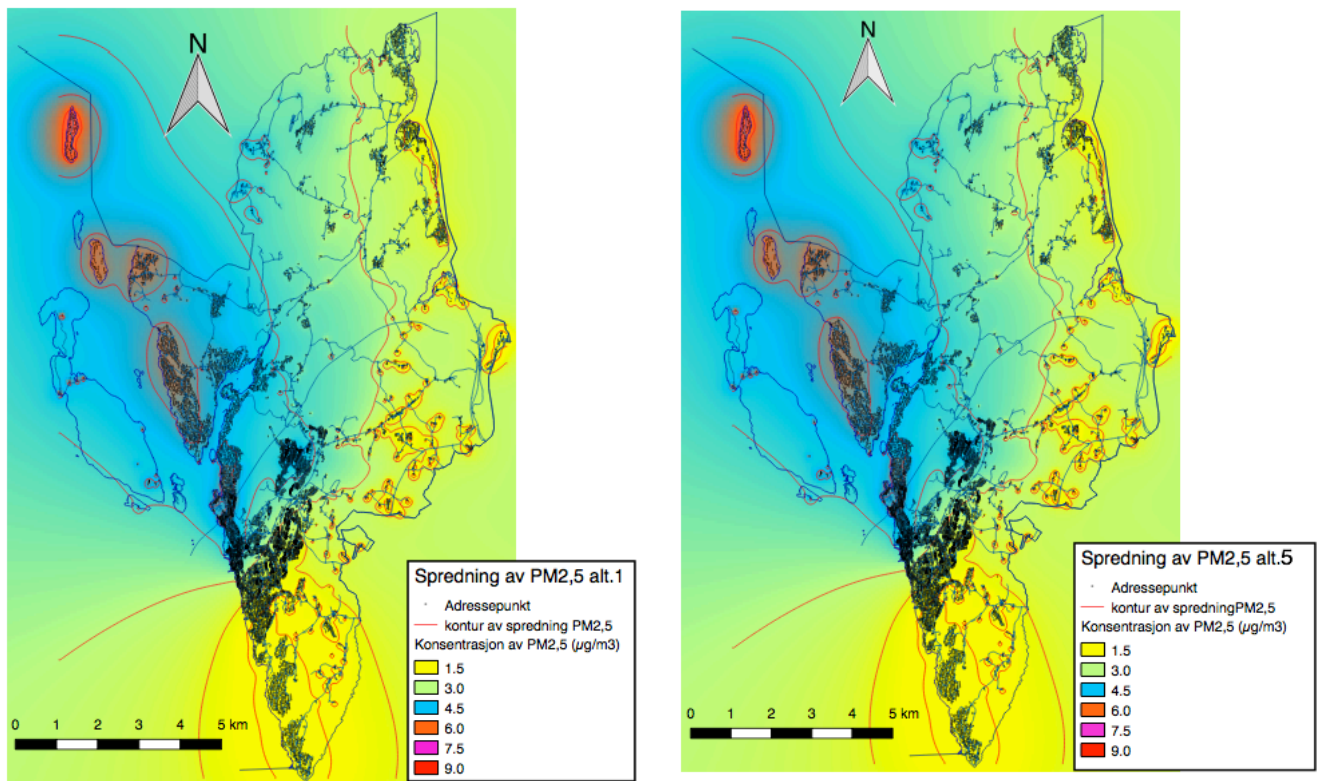 N
Spredning av PM2,5 alt.1
Adressepunkt
kontur av spredning PM2,5
Konsentrasjon av PM2,5 (µg/m3)
1.5
3.0
4.5
6.0
7.5
9.0
0 1 2 3 4 5 km
N
Spredning av PM2,5 alt.5
Adressepunkt
kontur av spredningPM2,5
Konsentrasjon av PM2,5 (µg/m3)
1.5
3.0
4.5
6.0
7.5
9.0
0 1 2 3 4 5 km